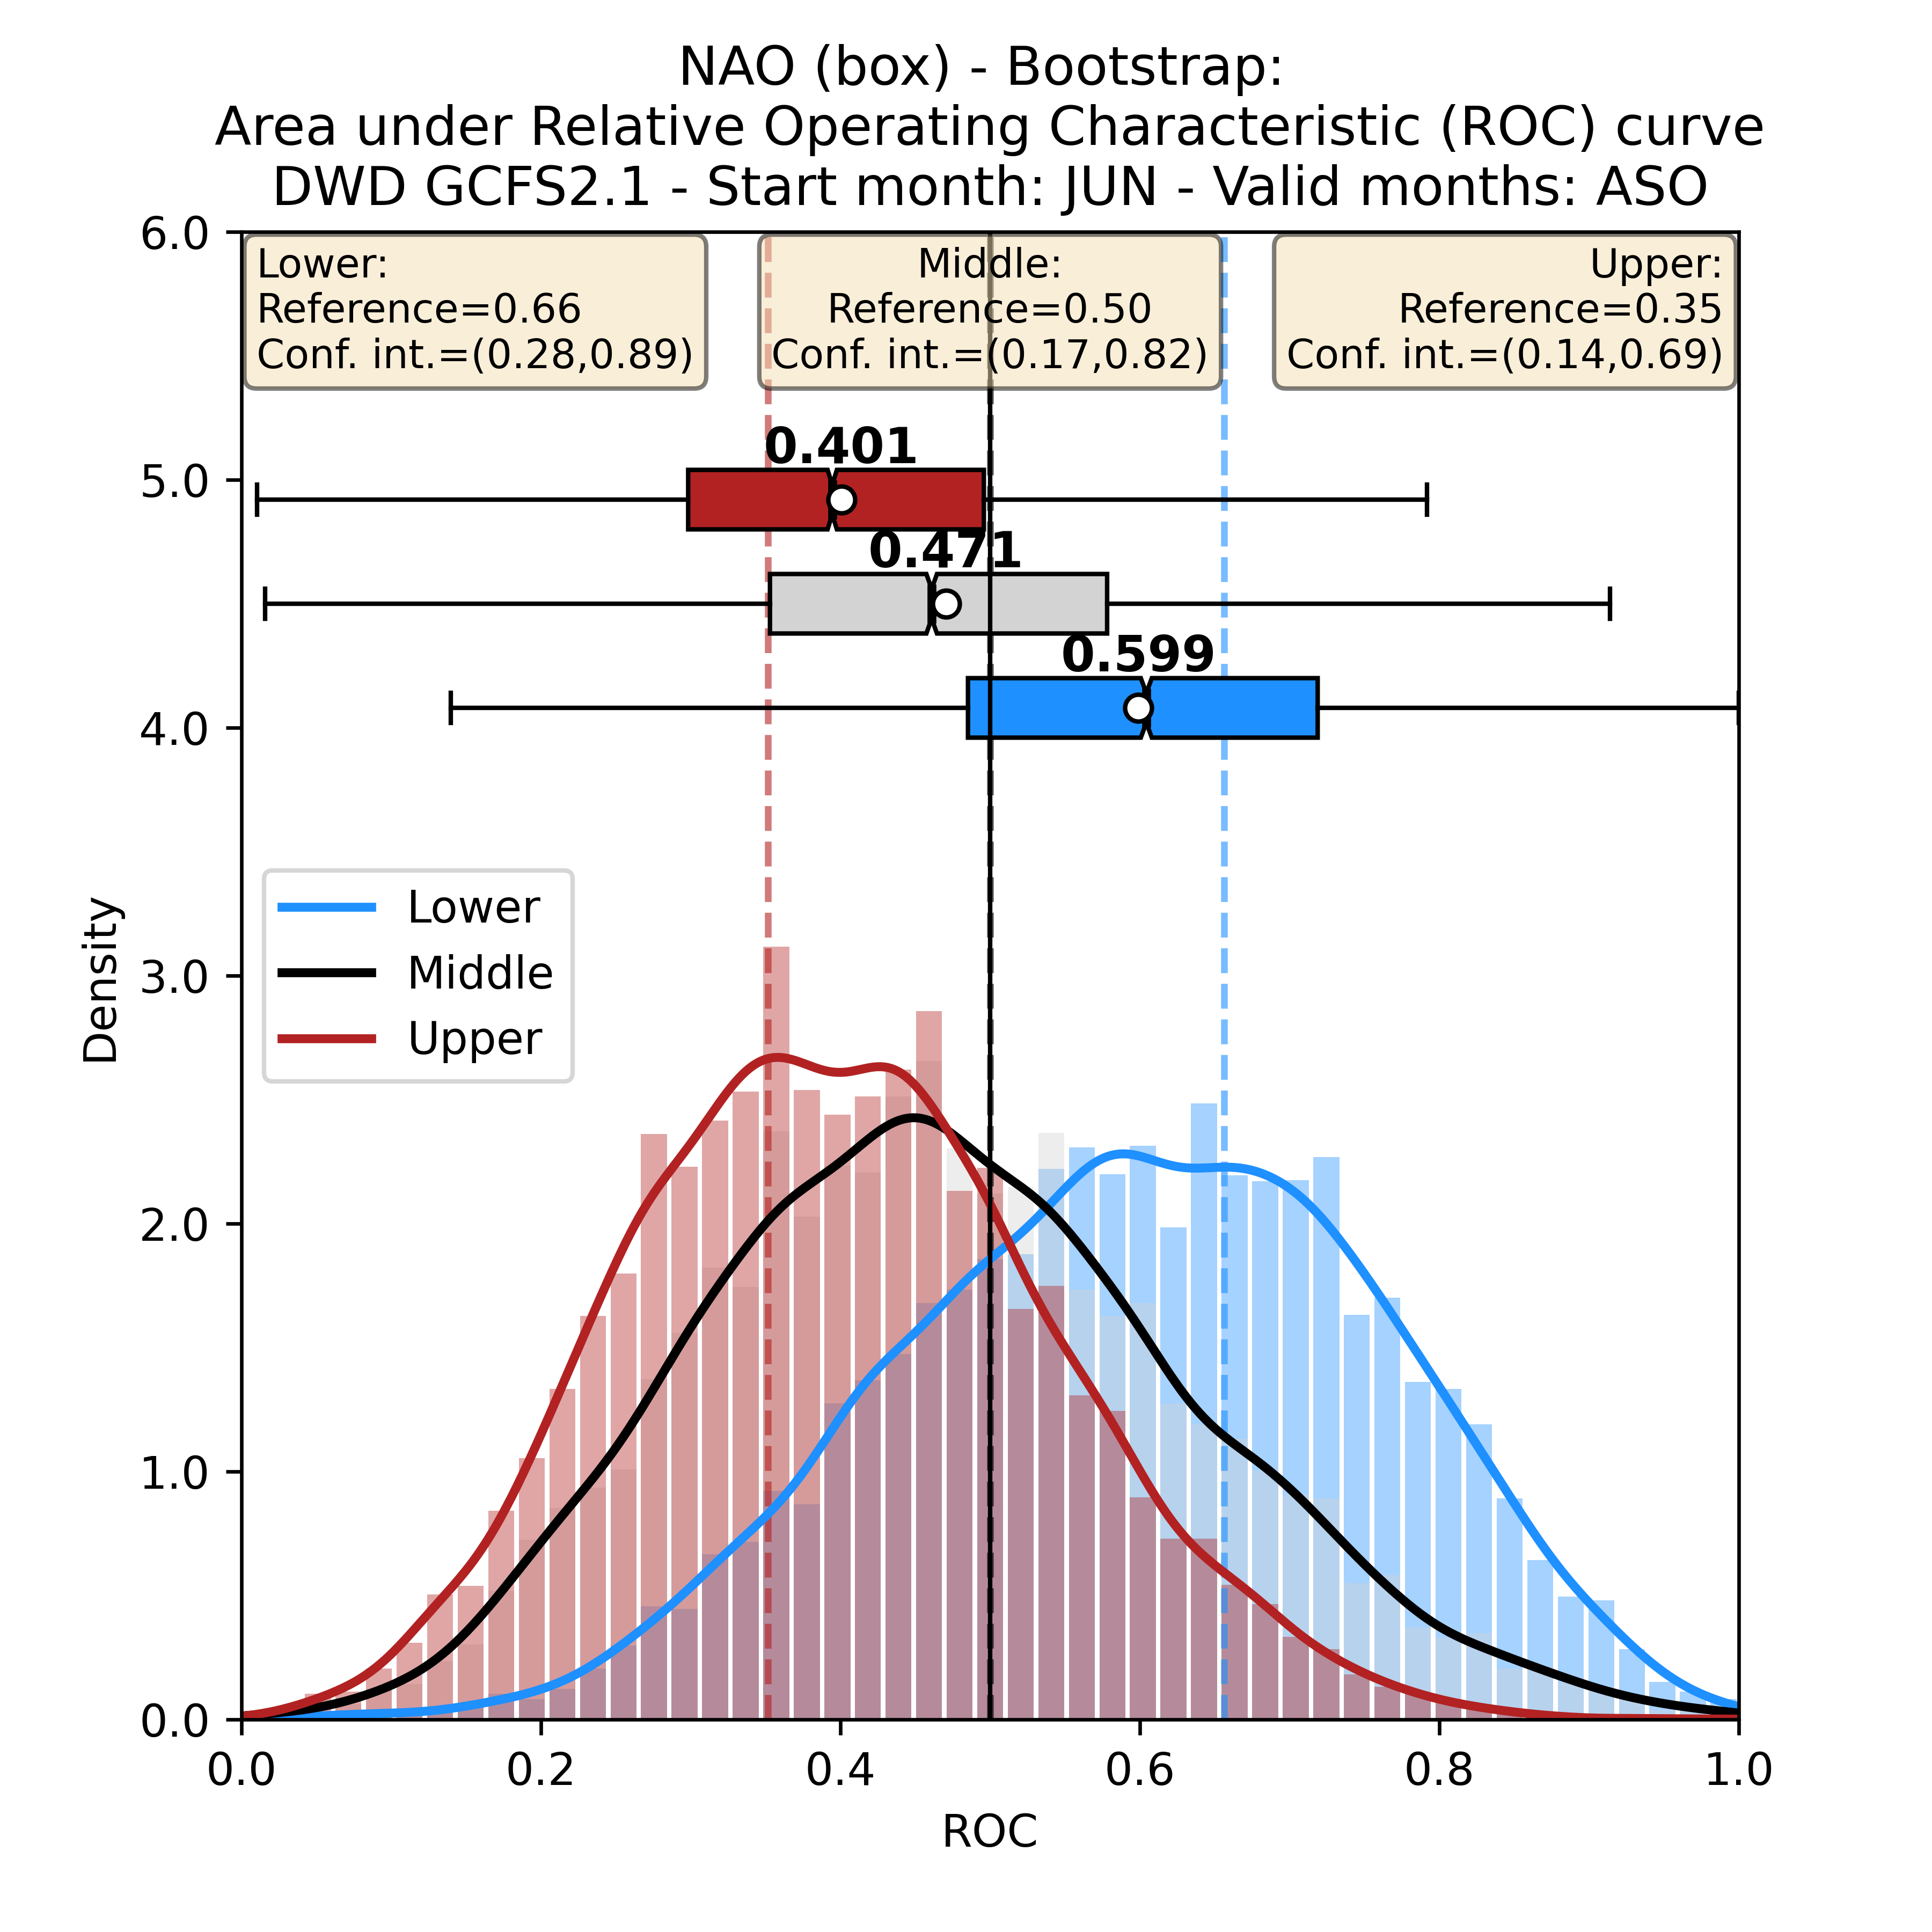 NAO (box) - Bootstrap:
Area under Relative Operating Characteristic (ROC) curve
DWD GCFS2.1 - Start month: JUN - Valid months: ASO
Lower:
Reference=0.66
Conf. int.=(0.28,0.89)
Middle:
Reference=0.50
Conf. int.=(0.17,0.82)
Upper:
Reference=0.35
Conf. int.=(0.14,0.69)
0.401
0.471
0.599
Lower
Middle
Upper
Density
6.0
5.0
4.0
3.0
2.0
1.0
0.0
0.0 0.2 0.4 0.6 0.8 1.0
ROC